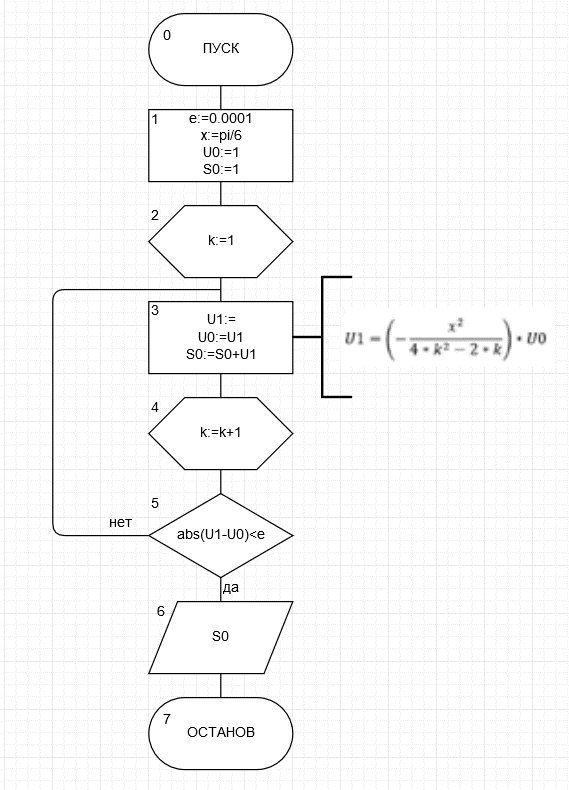 0
ПУСК
1
e:=0.0001
x:=pi/6
U0:=1
S0:=1
2
k:=1
3
U1:=
U0:=U1
S0:=S0+U1
U1 = (− x² / (4 * k² − 2 * k)) * U0
4
k:=k+1
5
abs(U1-U0)<e
нет
да
6
S0
7
ОСТАНОВ